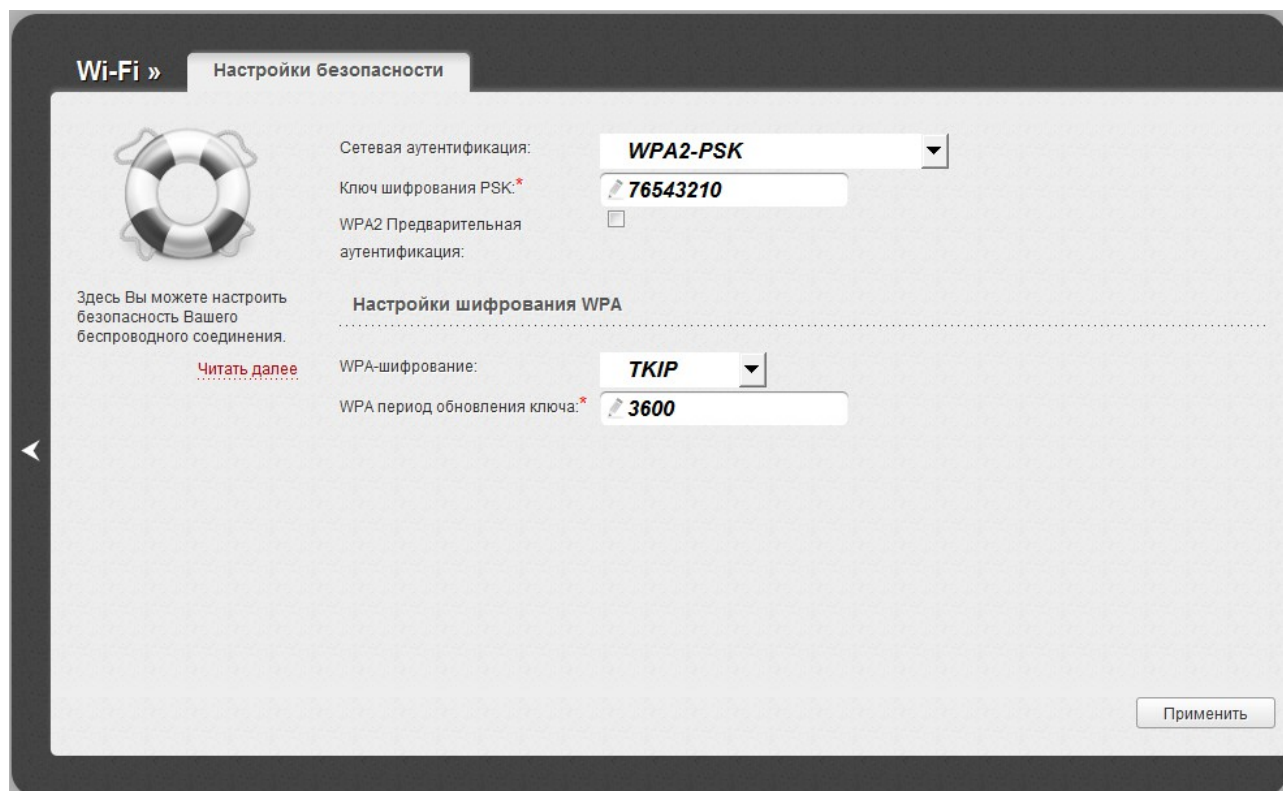 Wi-Fi »
Настройки безопасности
Сетевая аутентификация:
WPA2-PSK
Ключ шифрования PSK:*
76543210
WPA2 Предварительная
аутентификация:
Здесь Вы можете настроить
безопасность Вашего
беспроводного соединения.
Читать далее
Настройки шифрования WPA
WPA-шифрование:
TKIP
WPA период обновления ключа:*
3600
Применить